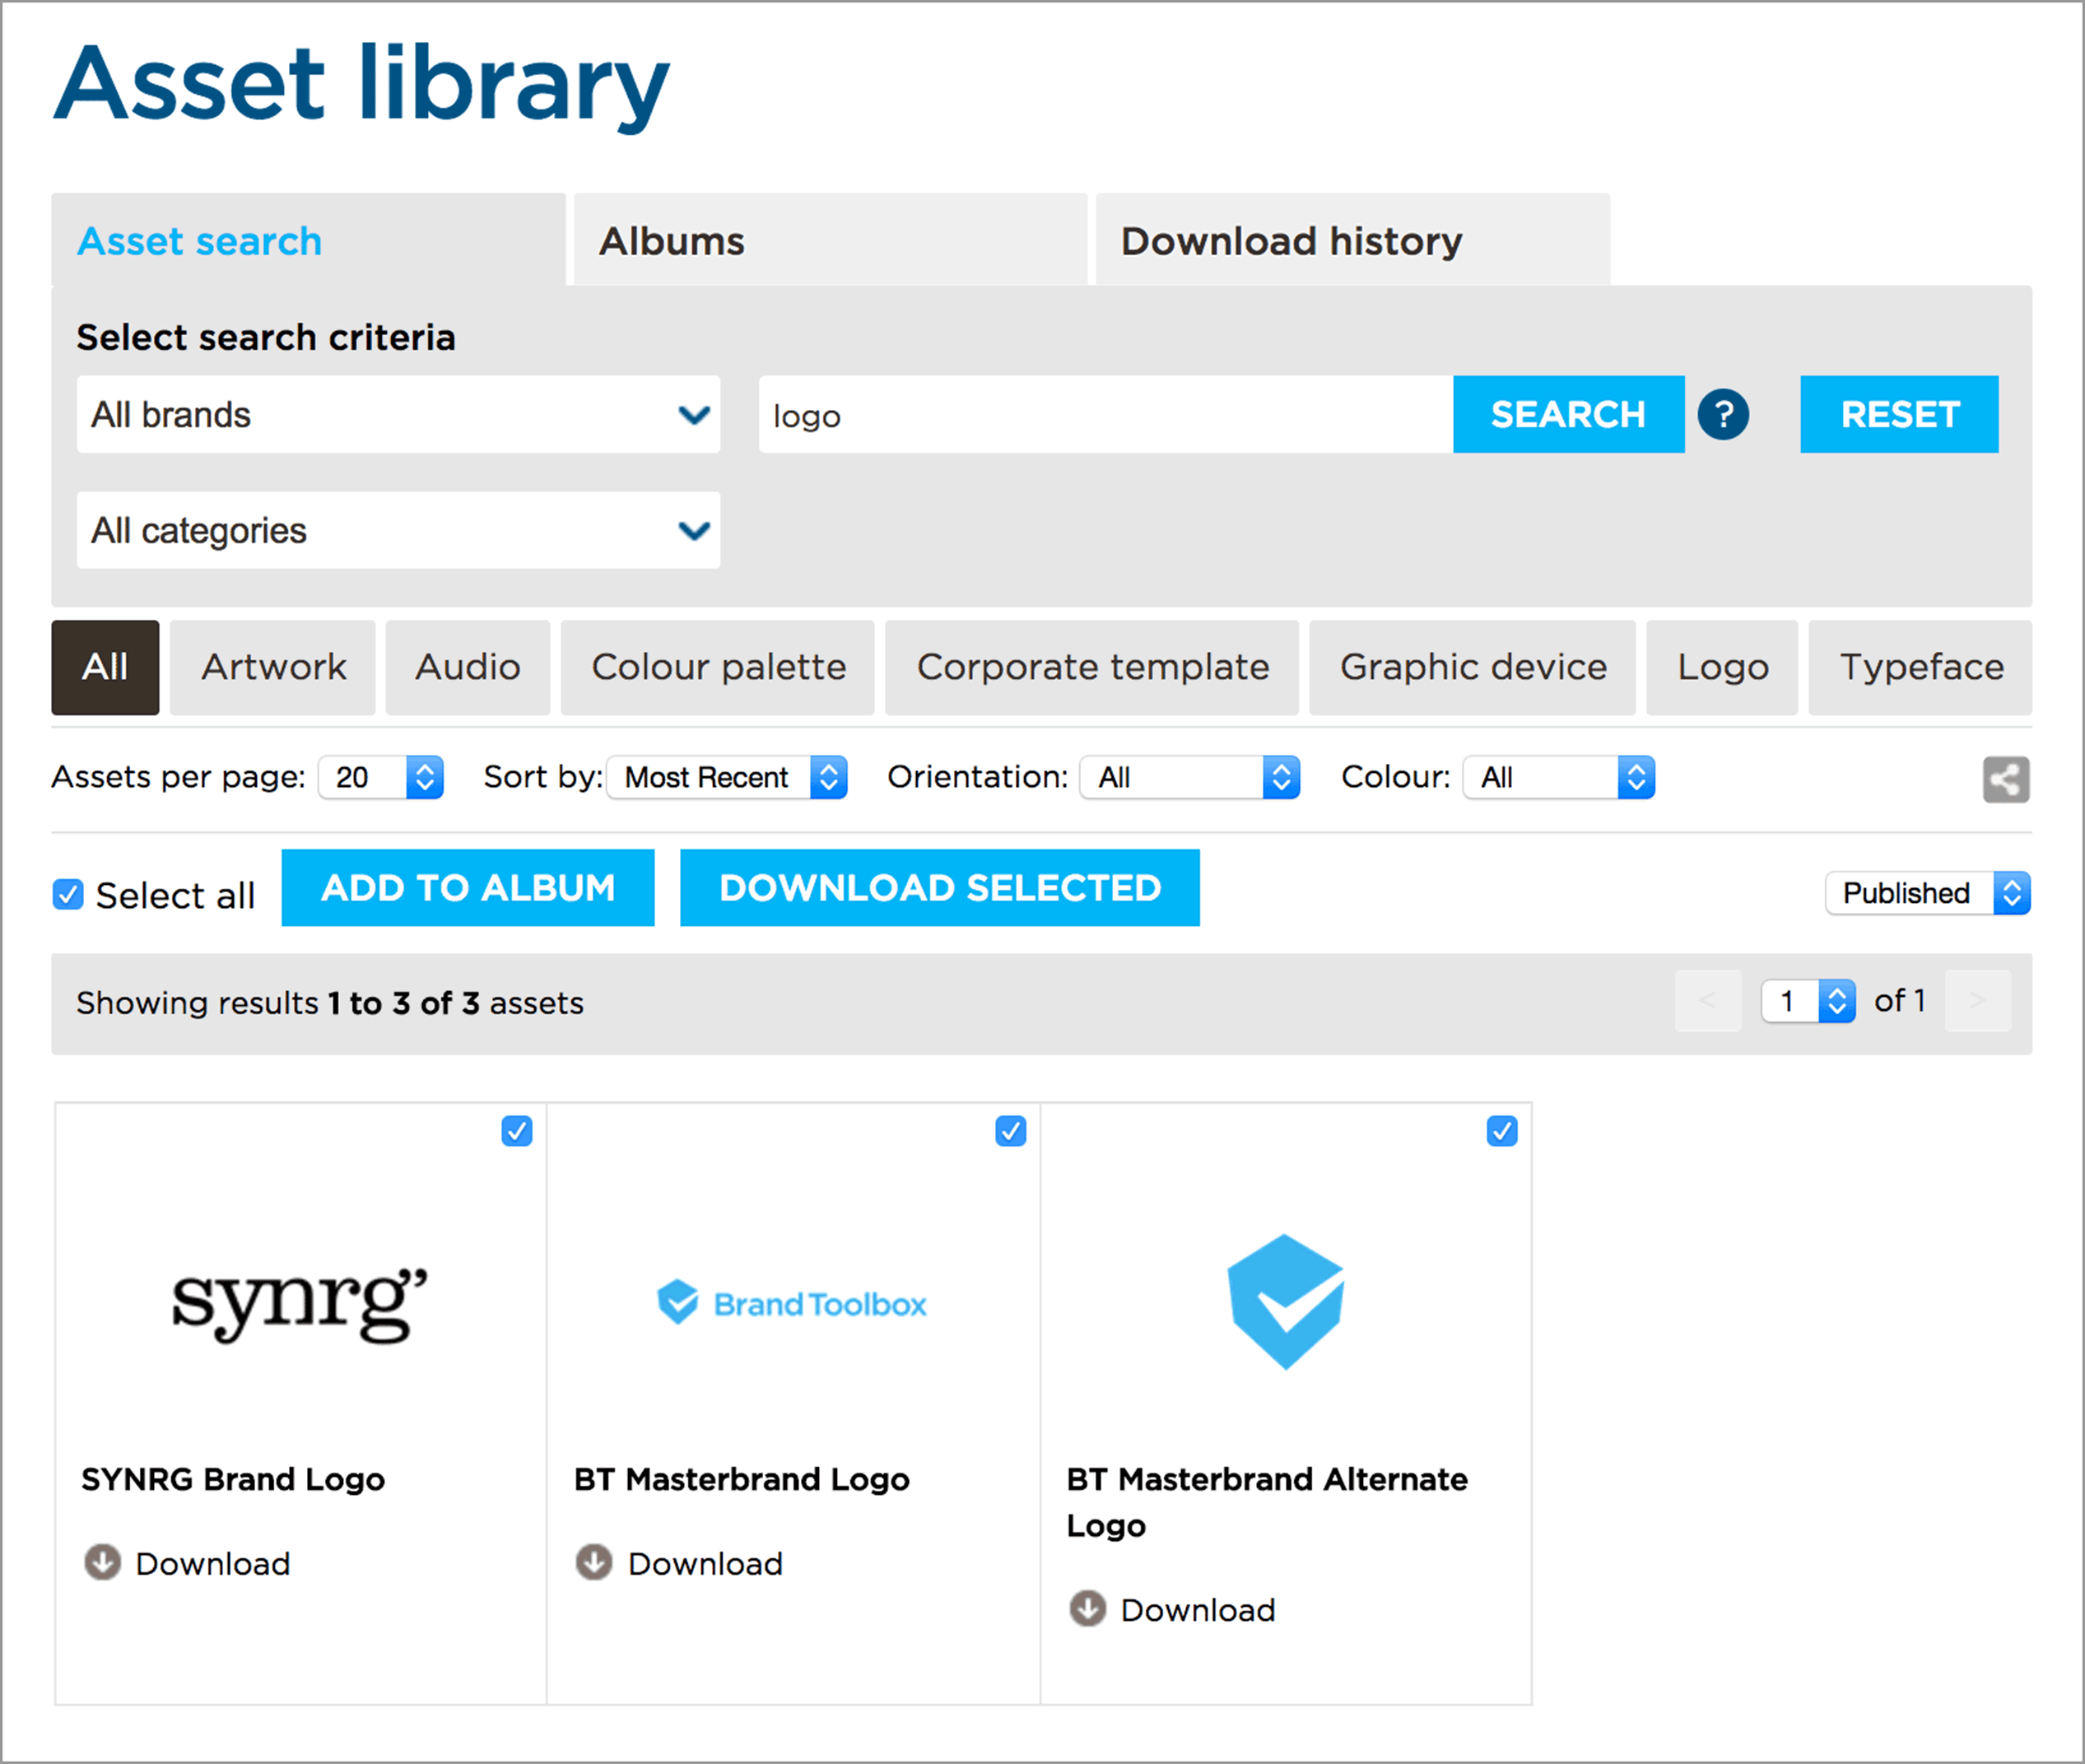 Asset library
Asset search
Albums
Download history
Select search criteria
All brands
logo
SEARCH
?
RESET
All categories
All
Artwork
Audio
Colour palette
Corporate template
Graphic device
Logo
Typeface
Assets per page: 20
Sort by: Most Recent
Orientation: All
Colour: All
Select all
ADD TO ALBUM
DOWNLOAD SELECTED
Published
Showing results 1 to 3 of 3 assets
< 1 of 1 >
synrg”
Brand Toolbox
SYNRG Brand Logo
Download
BT Masterbrand Logo
Download
BT Masterbrand Alternate
Logo
Download